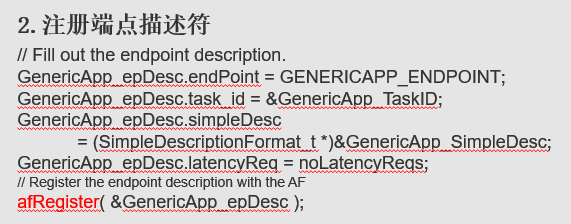 2. 注册端点描述符
// Fill out the endpoint description.
GenericApp_epDesc.endPoint = GENERICAPP_ENDPOINT;
GenericApp_epDesc.task_id = &GenericApp_TaskID;
GenericApp_epDesc.simpleDesc
= (SimpleDescriptionFormat_t *)&GenericApp_SimpleDesc;
GenericApp_epDesc.latencyReq = noLatencyReqs;
// Register the endpoint description with the AF
afRegister( &GenericApp_epDesc );